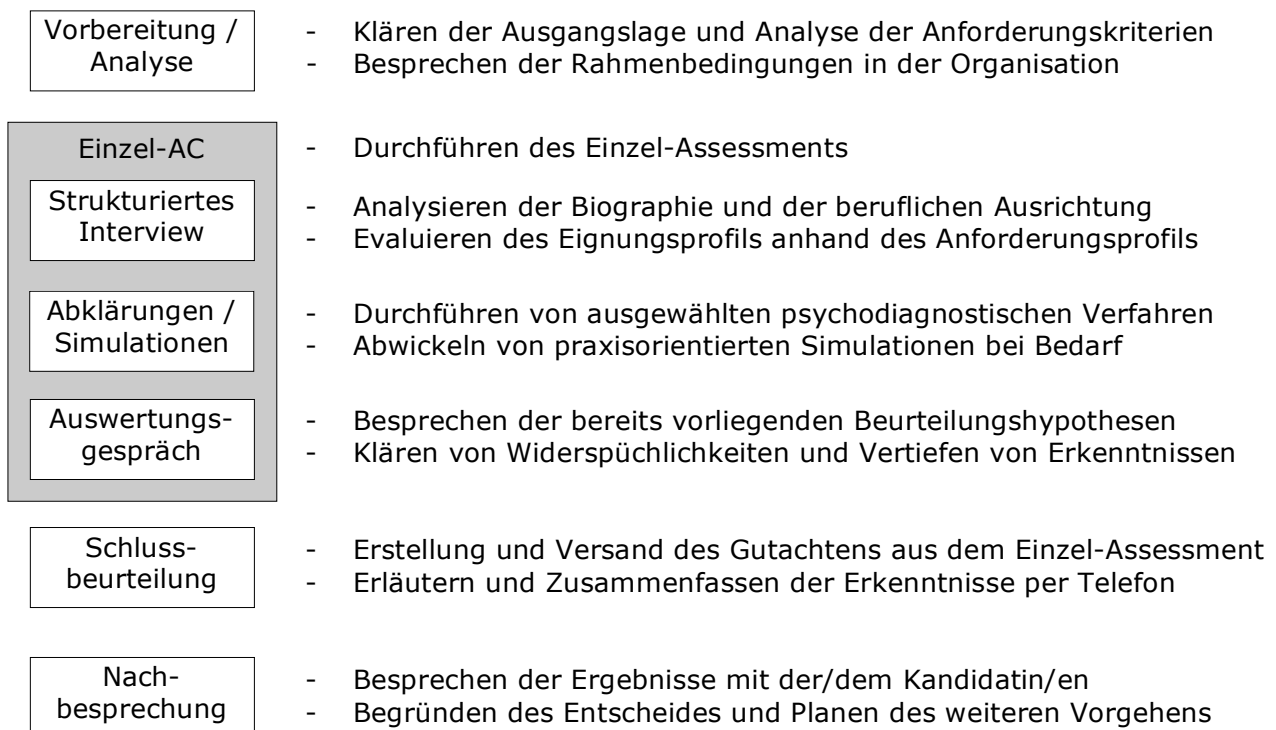 Vorbereitung /
Analyse
- Klären der Ausgangslage und Analyse der Anforderungskriterien
- Besprechen der Rahmenbedingungen in der Organisation
Einzel-AC
- Durchführen des Einzel-Assessments
Strukturiertes
Interview
- Analysieren der Biographie und der beruflichen Ausrichtung
- Evaluieren des Eignungsprofils anhand des Anforderungsprofils
Abklärungen /
Simulationen
- Durchführen von ausgewählten psychodiagnostischen Verfahren
- Abwickeln von praxisorientierten Simulationen bei Bedarf
Auswertungs-
gespräch
- Besprechen der bereits vorliegenden Beurteilungshypothesen
- Klären von Widerspüchlichkeiten und Vertiefen von Erkenntnissen
Schluss-
beurteilung
- Erstellung und Versand des Gutachtens aus dem Einzel-Assessment
- Erläutern und Zusammenfassen der Erkenntnisse per Telefon
Nach-
besprechung
- Besprechen der Ergebnisse mit der/dem Kandidatin/en
- Begründen des Entscheides und Planen des weiteren Vorgehens